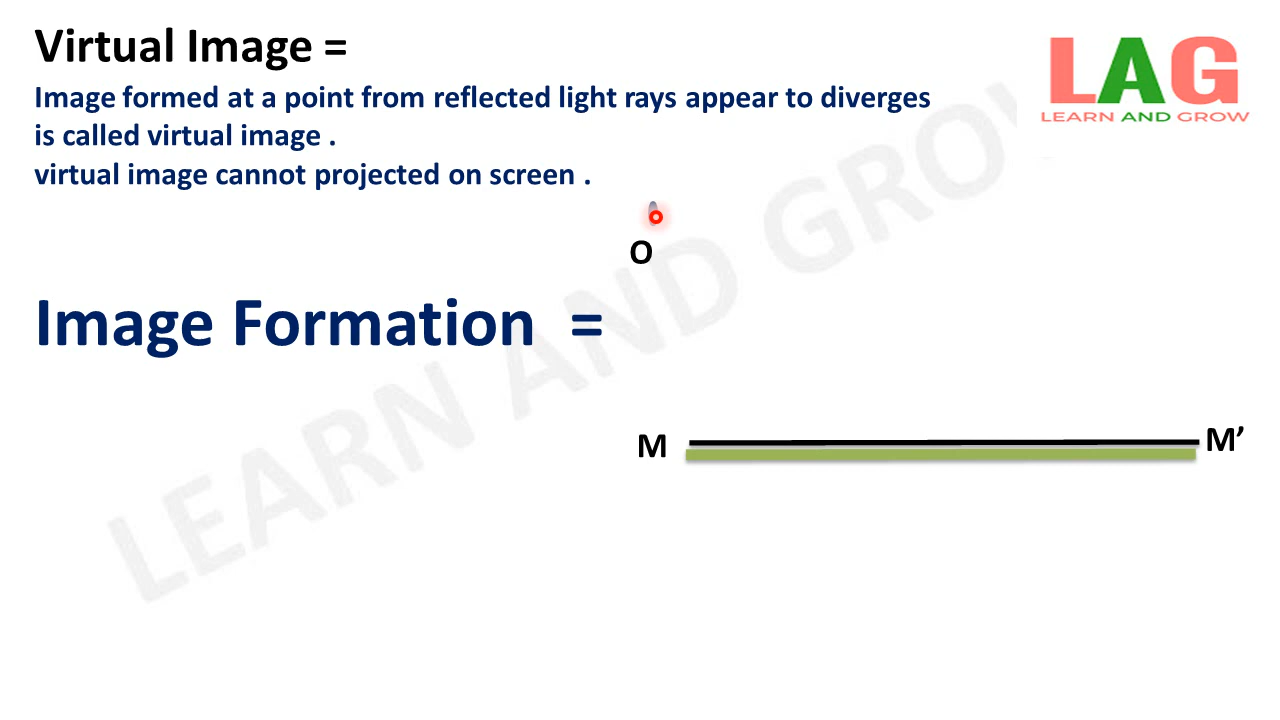 Virtual Image =
LAG
LEARN AND GROW
Image formed at a point from reflected light rays appear to diverges
is called virtual image .
virtual image cannot projected on screen .
O
Image Formation =
M
M’
LEARN AND GROW